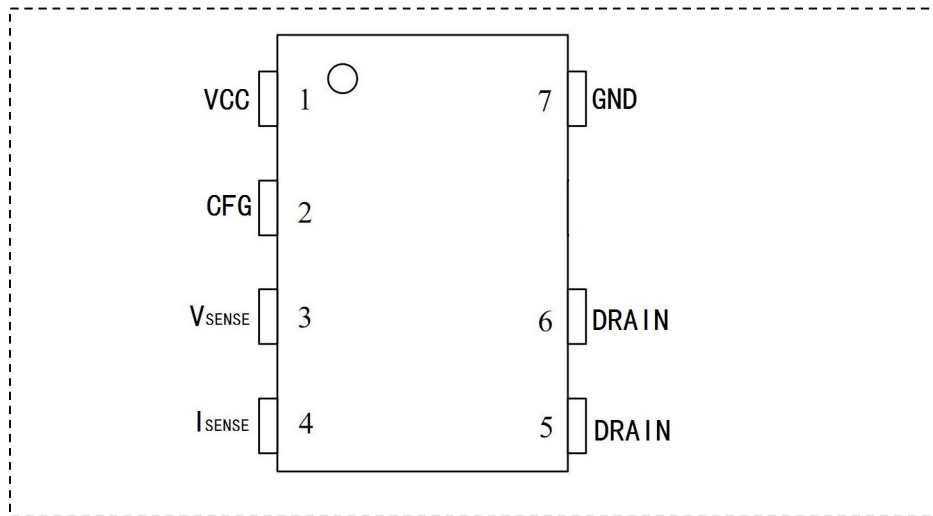 VCC 1 7 GND
CFG 2
VSENSE 3 6 DRAIN
ISENSE 4 5 DRAIN